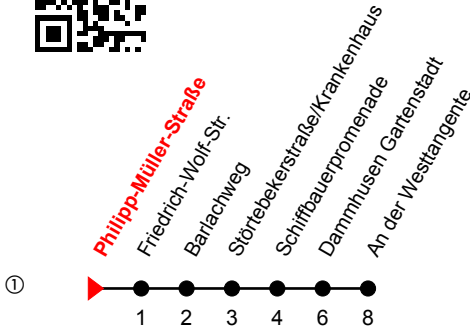 Philipp-Müller-Straße
Friedrich-Wolf-Str.
Barlachweg
Störtebekerstraße/Krankenhaus
Schiffbauerpromenade
Dammhusen Gartenstadt
An der Westtangente
①
1 2 3 4 6 8